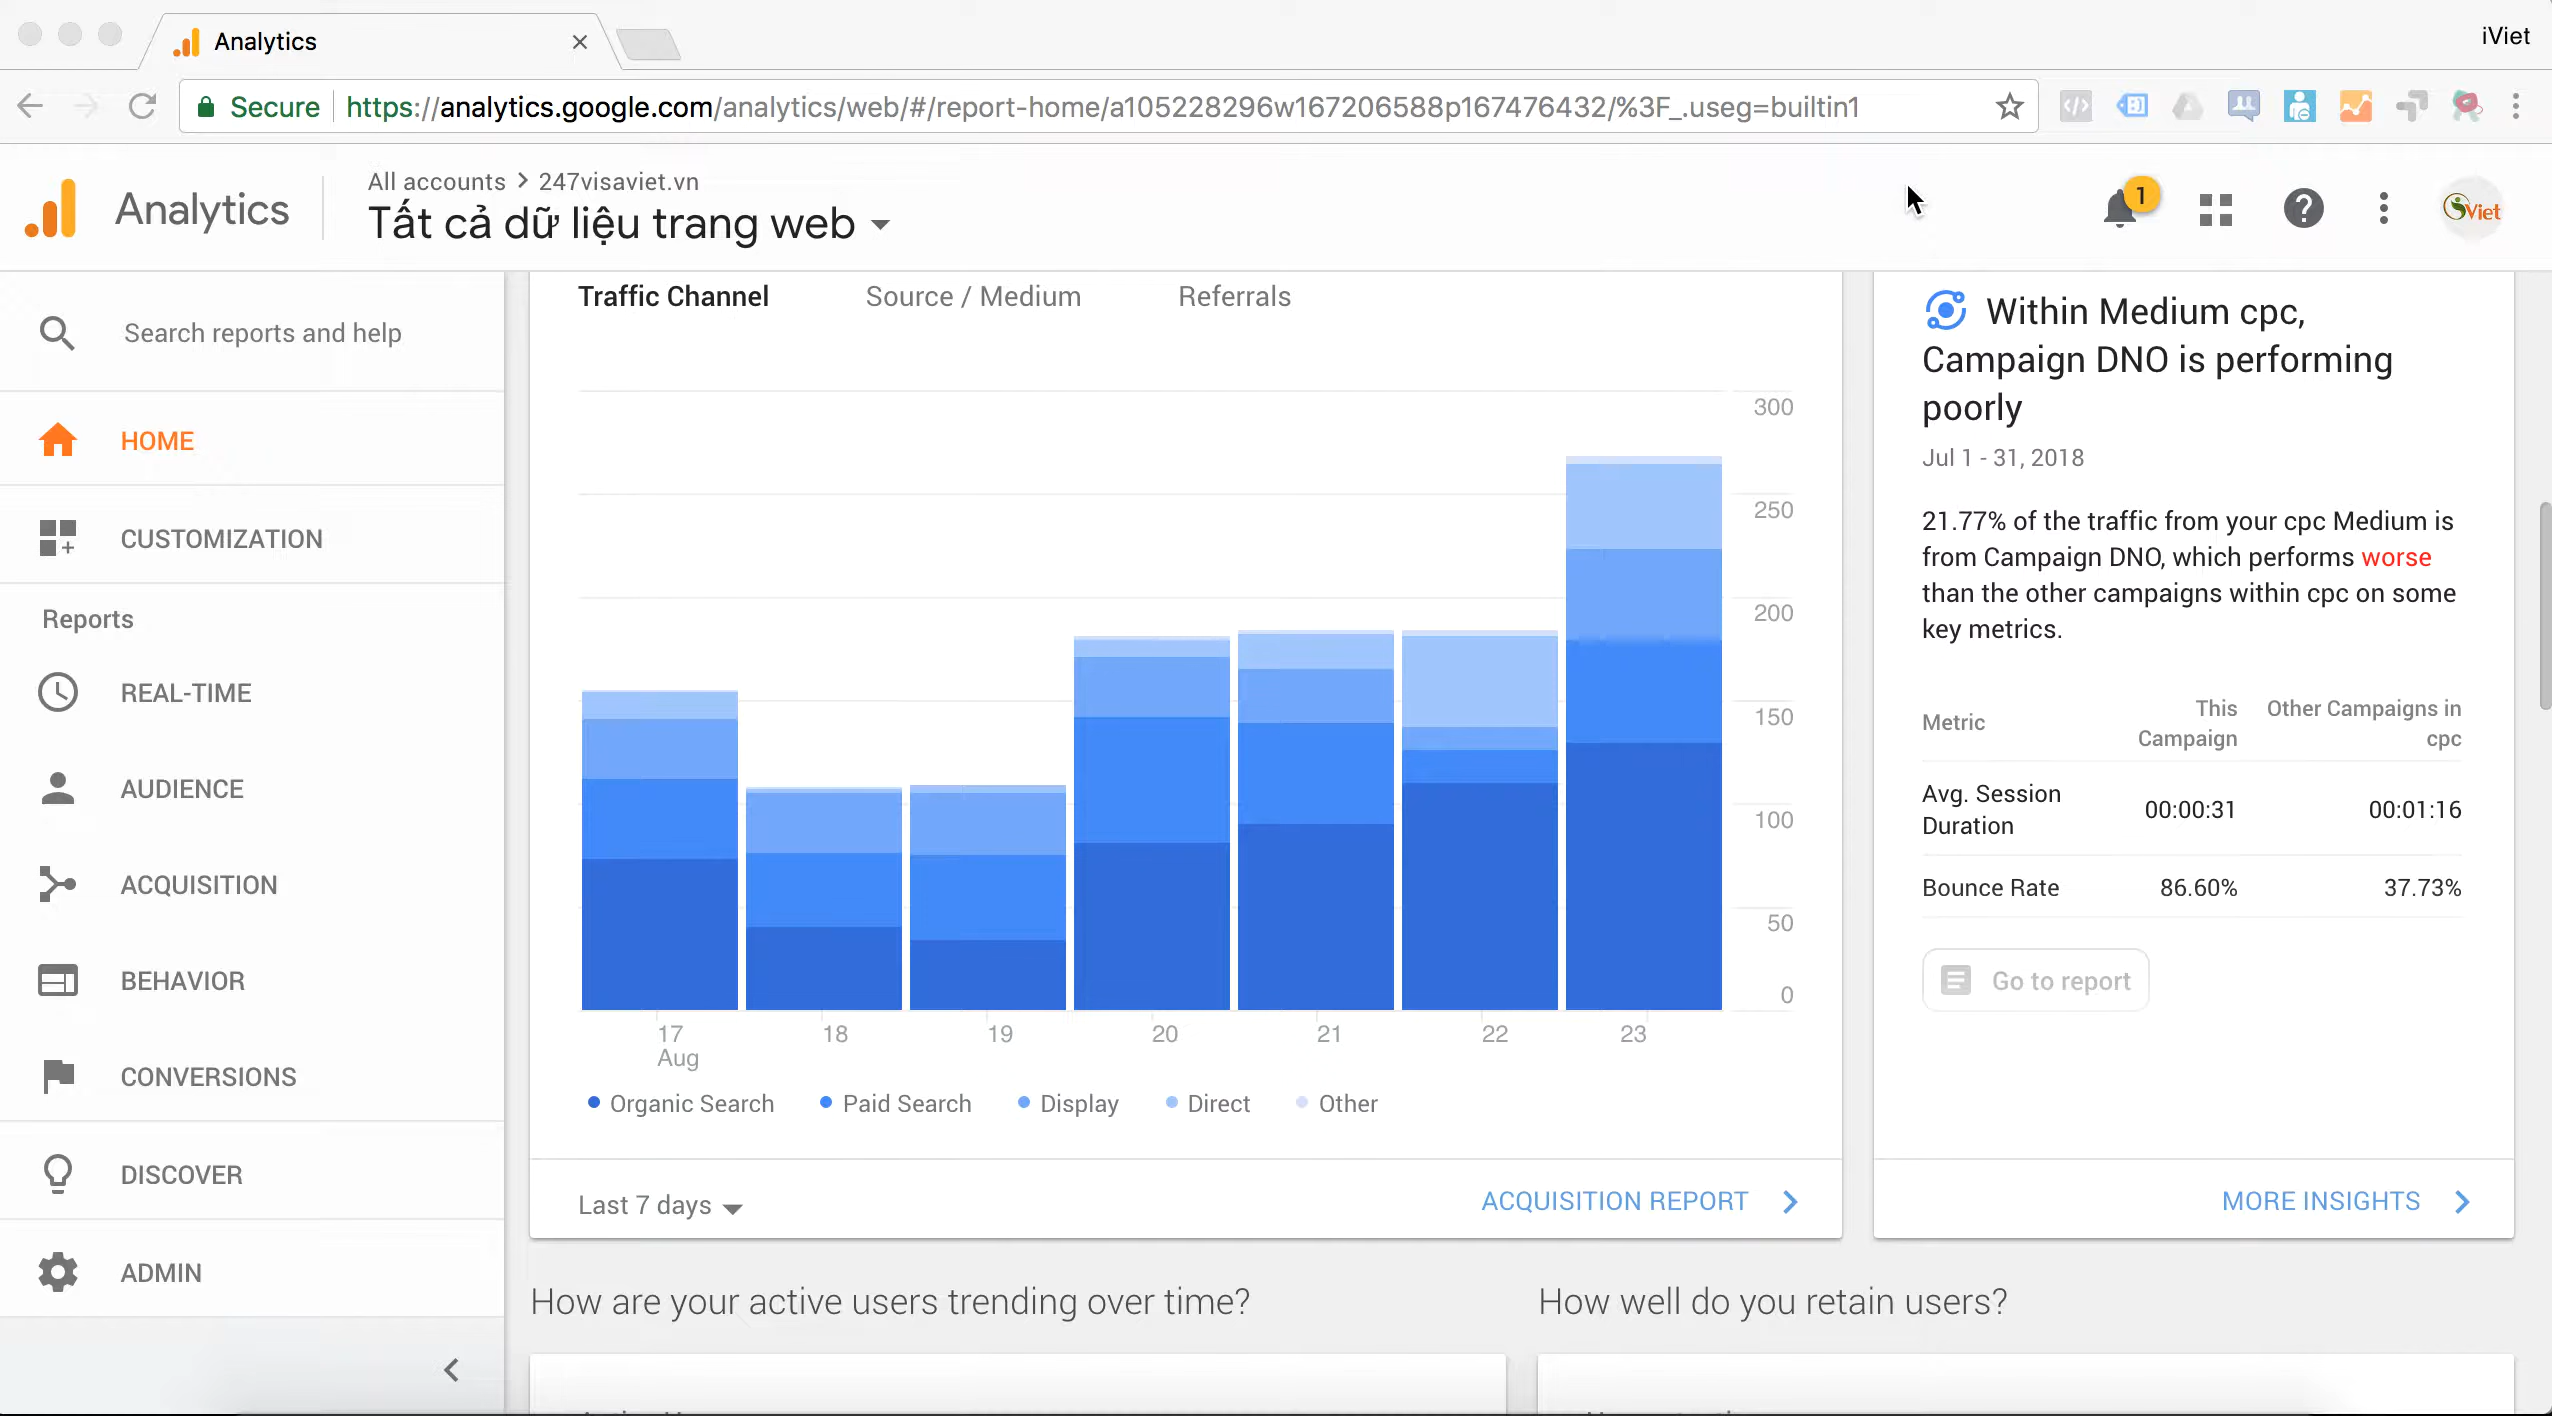 Analytics
iViet
Secure
https://analytics.google.com/analytics/web/#/report-home/a105228296w167206588p167476432/%3F_.useg=builtin1
Analytics
All accounts > 247visaviet.vn
Tất cả dữ liệu trang web
1
Viet
Search reports and help
HOME
CUSTOMIZATION
Reports
REAL-TIME
AUDIENCE
ACQUISITION
BEHAVIOR
CONVERSIONS
DISCOVER
ADMIN
Traffic Channel
Source / Medium
Referrals
300
250
200
150
100
50
0
17
Aug
18
19
20
21
22
23
Organic Search
Paid Search
Display
Direct
Other
Last 7 days
ACQUISITION REPORT
Within Medium cpc,
Campaign DNO is performing
poorly
Jul 1 - 31, 2018
21.77% of the traffic from your cpc Medium is
from Campaign DNO, which performs worse
than the other campaigns within cpc on some
key metrics.
Metric
This
Campaign
Other Campaigns in
cpc
Avg. Session
Duration
00:00:31
00:01:16
Bounce Rate
86.60%
37.73%
Go to report
MORE INSIGHTS
How are your active users trending over time?
How well do you retain users?